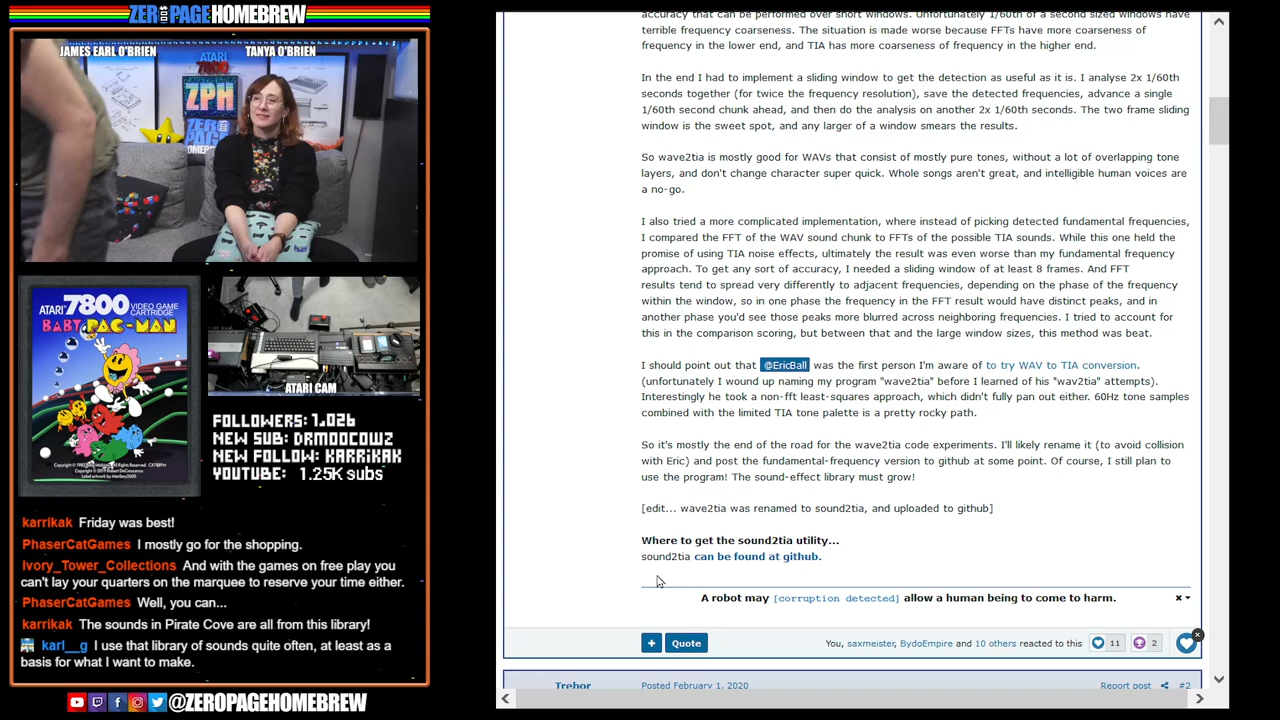 ZERO PAGE HOMEBREW
JAMES EARL O'BRIEN
TANYA O'BRIEN
ATARI
ZPH
ATARI 7800 VIDEO GAME CARTRIDGE
BABY PAC-MAN
ATARI CAM
FOLLOWERS: 1,026
NEW SUB: DRMOOCOWZ
NEW FOLLOW: KARRIKAK
YOUTUBE: 1.25K subs
karrikak Friday was best!
PhaserCatGames I mostly go for the shopping.
Ivory_Tower_Collections And with the games on free play you
can't lay your quarters on the marquee to reserve your time either.
PhaserCatGames Well, you can...
karrikak The sounds in Pirate Cove are all from this library!
karl__g I use that library of sounds quite often, at least as a
basis for what I want to make.
@ZEROPAGEHOMEBREW
accuracy that can be performed over short windows. Unfortunately 1/60th of a second sized windows have
terrible frequency coarseness. The situation is made worse because FFTs have more coarseness of
frequency in the lower end, and TIA has more coarseness of frequency in the higher end.
In the end I had to implement a sliding window to get the detection as useful as it is. I analyse 2x 1/60th
seconds together (for twice the frequency resolution), save the detected frequencies, advance a single
1/60th second chunk ahead, and then do the analysis on another 2x 1/60th seconds. The two frame sliding
window is the sweet spot, and any larger of a window smears the results.
So wave2tia is mostly good for WAVs that consist of mostly pure tones, without a lot of overlapping tone
layers, and don't change character super quick. Whole songs aren't great, and intelligible human voices are
a no-go.
I also tried a more complicated implementation, where instead of picking detected fundamental frequencies,
I compared the FFT of the WAV sound chunk to FFTs of the possible TIA sounds. While this one held the
promise of using TIA noise effects, ultimately the result was even worse than my fundamental frequency
approach. To get any sort of accuracy, I needed a sliding window of at least 8 frames. And FFT
results tend to spread very differently to adjacent frequencies, depending on the phase of the frequency
within the window, so in one phase the frequency in the FFT result would have distinct peaks, and in
another phase you'd see those peaks more blurred across neighboring frequencies. I tried to account for
this in the comparison scoring, but between that and the large window sizes, this method was beat.
I should point out that @EricBall was the first person I'm aware of to try WAV to TIA conversion.
(unfortunately I wound up naming my program "wave2tia" before I learned of his "wav2tia" attempts).
Interestingly he took a non-fft least-squares approach, which didn't fully pan out either. 60Hz tone samples
combined with the limited TIA tone palette is a pretty rocky path.
So it's mostly the end of the road for the wave2tia code experiments. I'll likely rename it (to avoid collision
with Eric) and post the fundamental-frequency version to github at some point. Of course, I still plan to
use the program! The sound-effect library must grow!
[edit... wave2tia was renamed to sound2tia, and uploaded to github]
Where to get the sound2tia utility...
sound2tia can be found at github.
A robot may [corruption detected] allow a human being to come to harm.
+ Quote You, saxmeister, BydoEmpire and 10 others reacted to this 11 2
Trebor Posted February 1, 2020 Report post #2